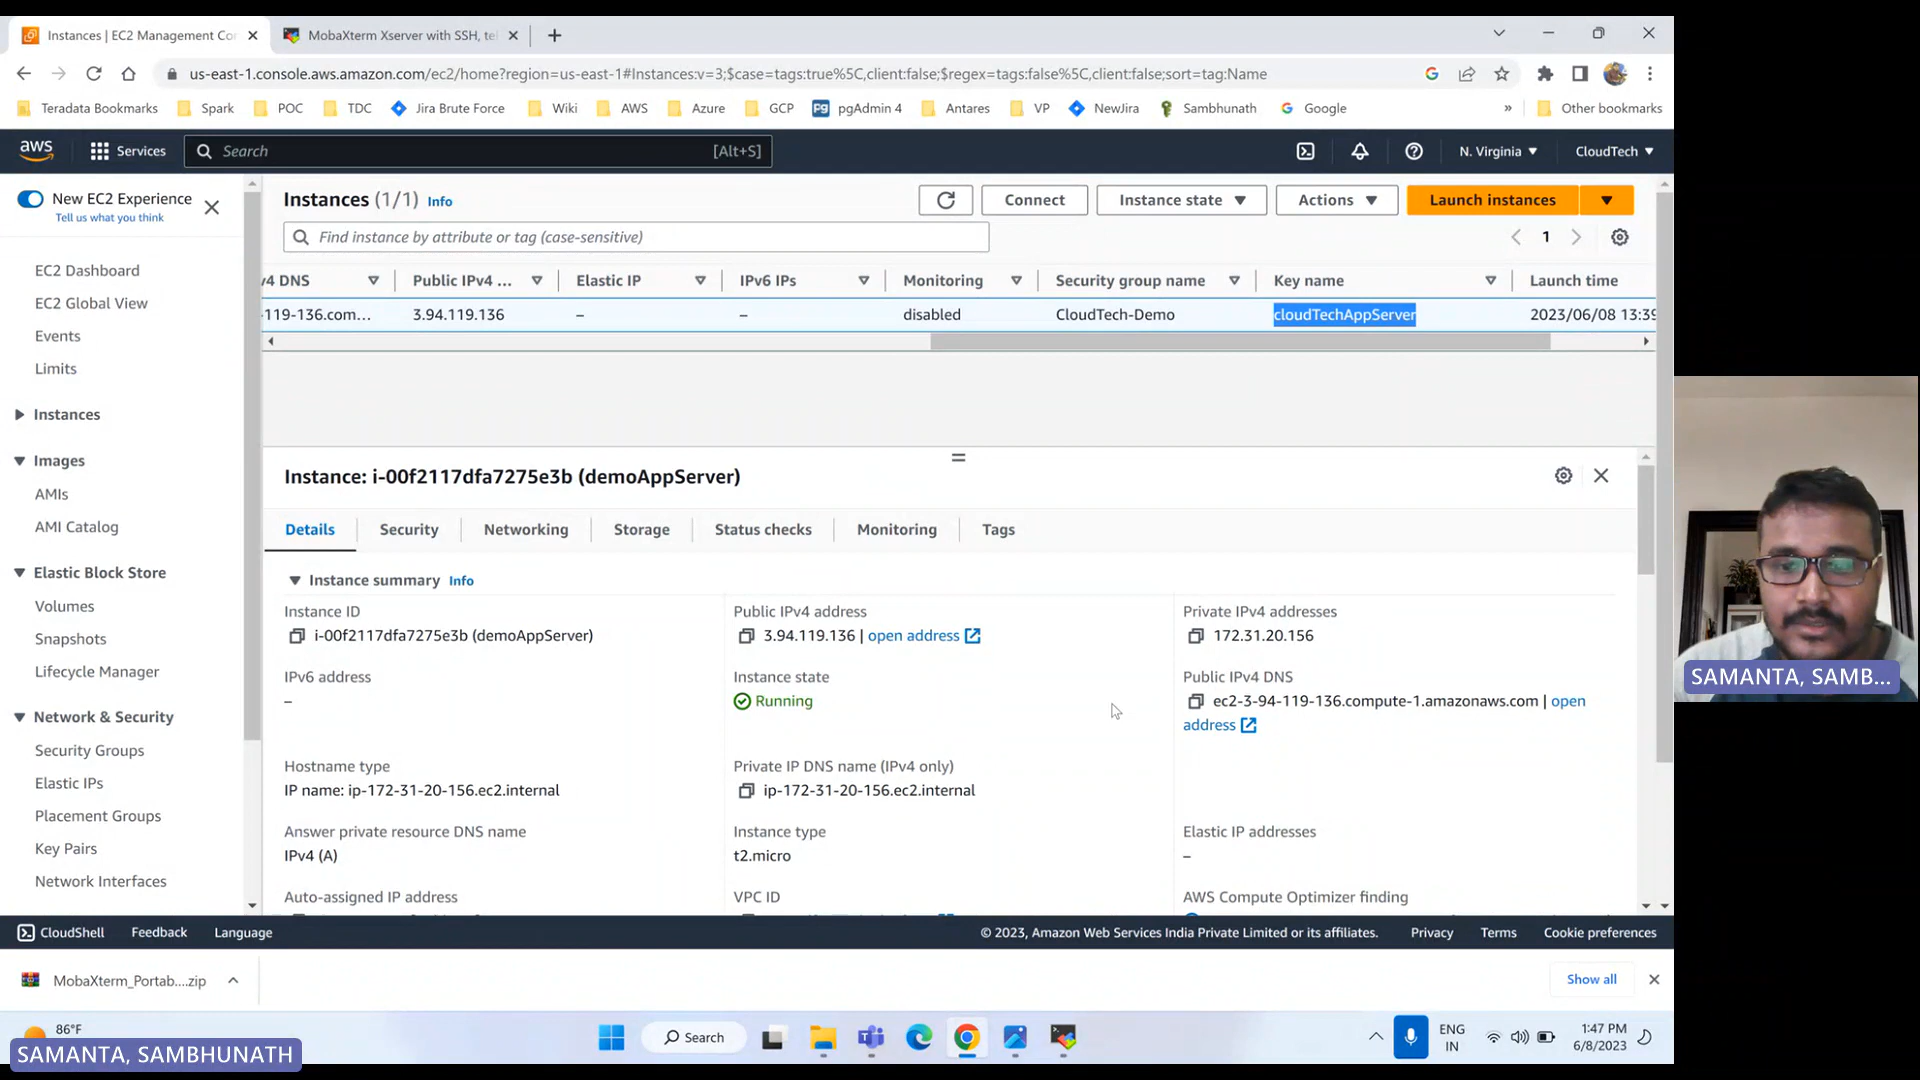 Instances | EC2 Management Co
MobaXterm Xserver with SSH, tel
us-east-1.console.aws.amazon.com/ec2/home?region=us-east-1#Instances:v=3;$case=tags:true%5C,client:false;$regex=tags:false%5C,client:false;sort=tag:Name
Teradata Bookmarks Spark POC TDC Jira Brute Force Wiki AWS Azure GCP pgAdmin 4 Antares VP NewJira Sambhunath Google » Other bookmarks
aws Services Search [Alt+S] N. Virginia CloudTech
New EC2 Experience
Tell us what you think
EC2 Dashboard
EC2 Global View
Events
Limits
Instances
Images
AMIs
AMI Catalog
Elastic Block Store
Volumes
Snapshots
Lifecycle Manager
Network & Security
Security Groups
Elastic IPs
Placement Groups
Key Pairs
Network Interfaces
Instances (1/1) Info
Connect Instance state Actions Launch instances
Find instance by attribute or tag (case-sensitive)
1
v4 DNS Public IPv4 ... Elastic IP IPv6 IPs Monitoring Security group name Key name Launch time
-119-136.com... 3.94.119.136 – – disabled CloudTech-Demo cloudTechAppServer 2023/06/08 13:39
Instance: i-00f2117dfa7275e3b (demoAppServer)
Details Security Networking Storage Status checks Monitoring Tags
Instance summary Info
Instance ID
i-00f2117dfa7275e3b (demoAppServer)
Public IPv4 address
3.94.119.136 | open address
Private IPv4 addresses
172.31.20.156
IPv6 address
–
Instance state
Running
Public IPv4 DNS
ec2-3-94-119-136.compute-1.amazonaws.com | open
address
Hostname type
IP name: ip-172-31-20-156.ec2.internal
Private IP DNS name (IPv4 only)
ip-172-31-20-156.ec2.internal
Answer private resource DNS name
IPv4 (A)
Instance type
t2.micro
Elastic IP addresses
–
Auto-assigned IP address
VPC ID
AWS Compute Optimizer finding
CloudShell Feedback Language © 2023, Amazon Web Services India Private Limited or its affiliates. Privacy Terms Cookie preferences
MobaXterm_Portab....zip
Show all
86°F
Search
ENG
IN
1:47 PM
6/8/2023
SAMANTA, SAMBHUNATH
SAMANTA, SAMB...